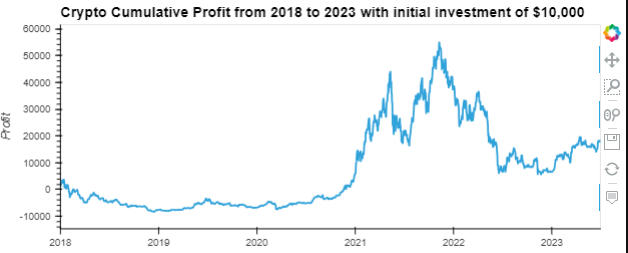 Crypto Cumulative Profit from 2018 to 2023 with initial investment of $10,000
Profit
60000
50000
40000
30000
20000
10000
0
-10000
2018 2019 2020 2021 2022 2023